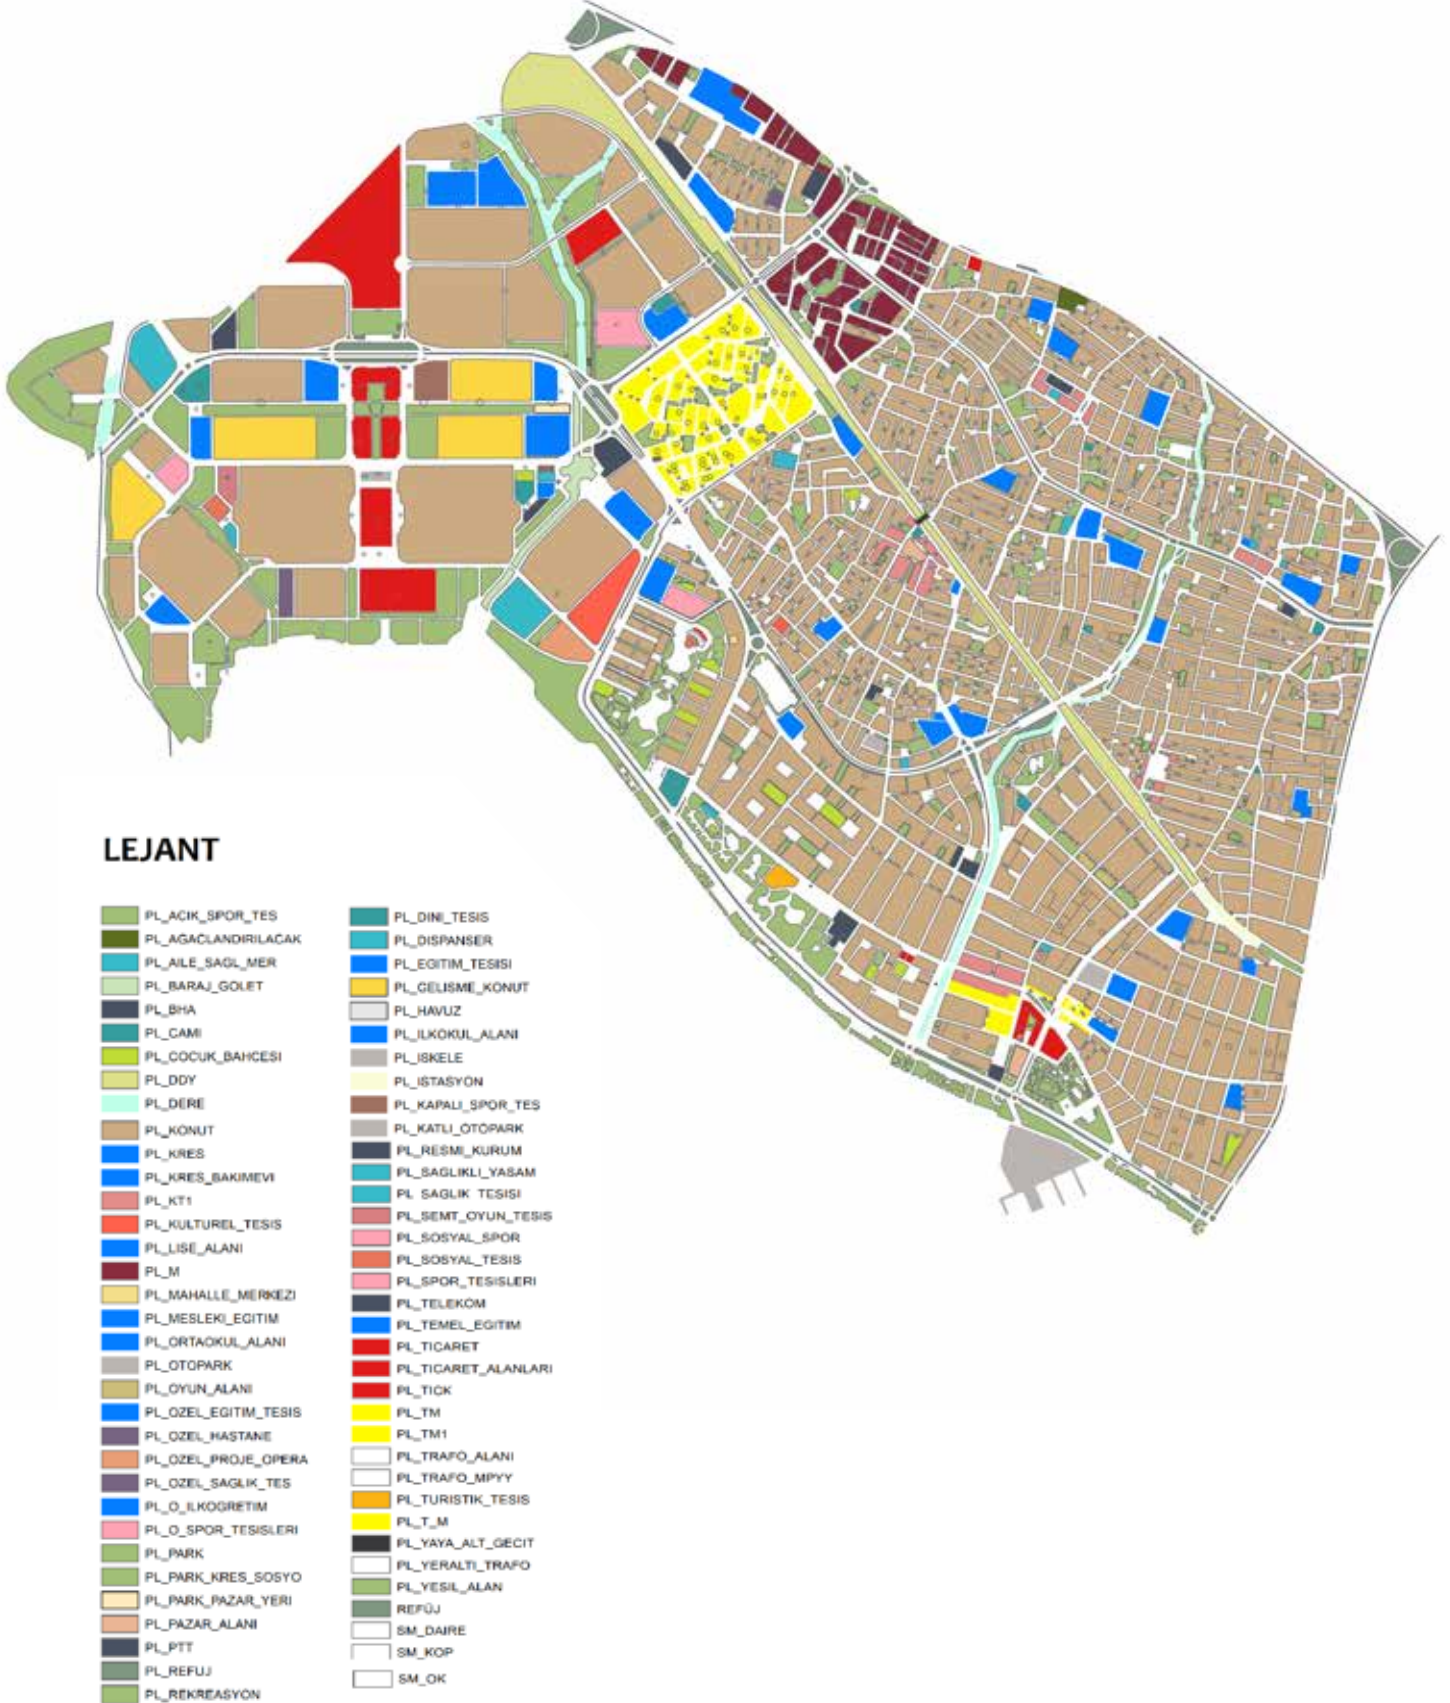 LEJANT
PL_ACIK_SPOR_TES
PL_AGACLANDIRILACAK
PL_AILE_SAGL_MER
PL_BARAJ_GOLET
PL_BHA
PL_CAMI
PL_COCUK_BAHCESI
PL_DDY
PL_DERE
PL_KONUT
PL_KRES
PL_KRES_BAKIMEVI
PL_KT1
PL_KULTUREL_TESIS
PL_LISE_ALANI
PL_M
PL_MAHALLE_MERKEZI
PL_MESLEKI_EGITIM
PL_ORTAOKUL_ALANI
PL_OTOPARK
PL_OYUN_ALANI
PL_OZEL_EGITIM_TESIS
PL_OZEL_HASTANE
PL_OZEL_PROJE_OPERA
PL_OZEL_SAGLIK_TES
PL_O_ILKOGRETIM
PL_O_SPOR_TESISLERI
PL_PARK
PL_PARK_KRES_SOSYO
PL_PARK_PAZAR_YERI
PL_PAZAR_ALANI
PL_PTT
PL_REFUJ
PL_REKREASYON
PL_DINI_TESIS
PL_DISPANSER
PL_EGITIM_TESISI
PL_GELISME_KONUT
PL_HAVUZ
PL_ILKOKUL_ALANI
PL_ISKELE
PL_ISTASYON
PL_KAPALI_SPOR_TES
PL_KATLI_OTOPARK
PL_RESMI_KURUM
PL_SAGLIKLI_YASAM
PL_SAGLIK_TESISI
PL_SEMT_OYUN_TESIS
PL_SOSYAL_SPOR
PL_SOSYAL_TESIS
PL_SPOR_TESISLERI
PL_TELEKOM
PL_TEMEL_EGITIM
PL_TICARET
PL_TICARET_ALANLARI
PL_TICK
PL_TM
PL_TM1
PL_TRAFO_ALANI
PL_TRAFO_MPYY
PL_TURISTIK_TESIS
PL_T_M
PL_YAYA_ALT_GECIT
PL_YERALTI_TRAFO
PL_YESIL_ALAN
REFÜJ
SM_DAIRE
SM_KOP
SM_OK